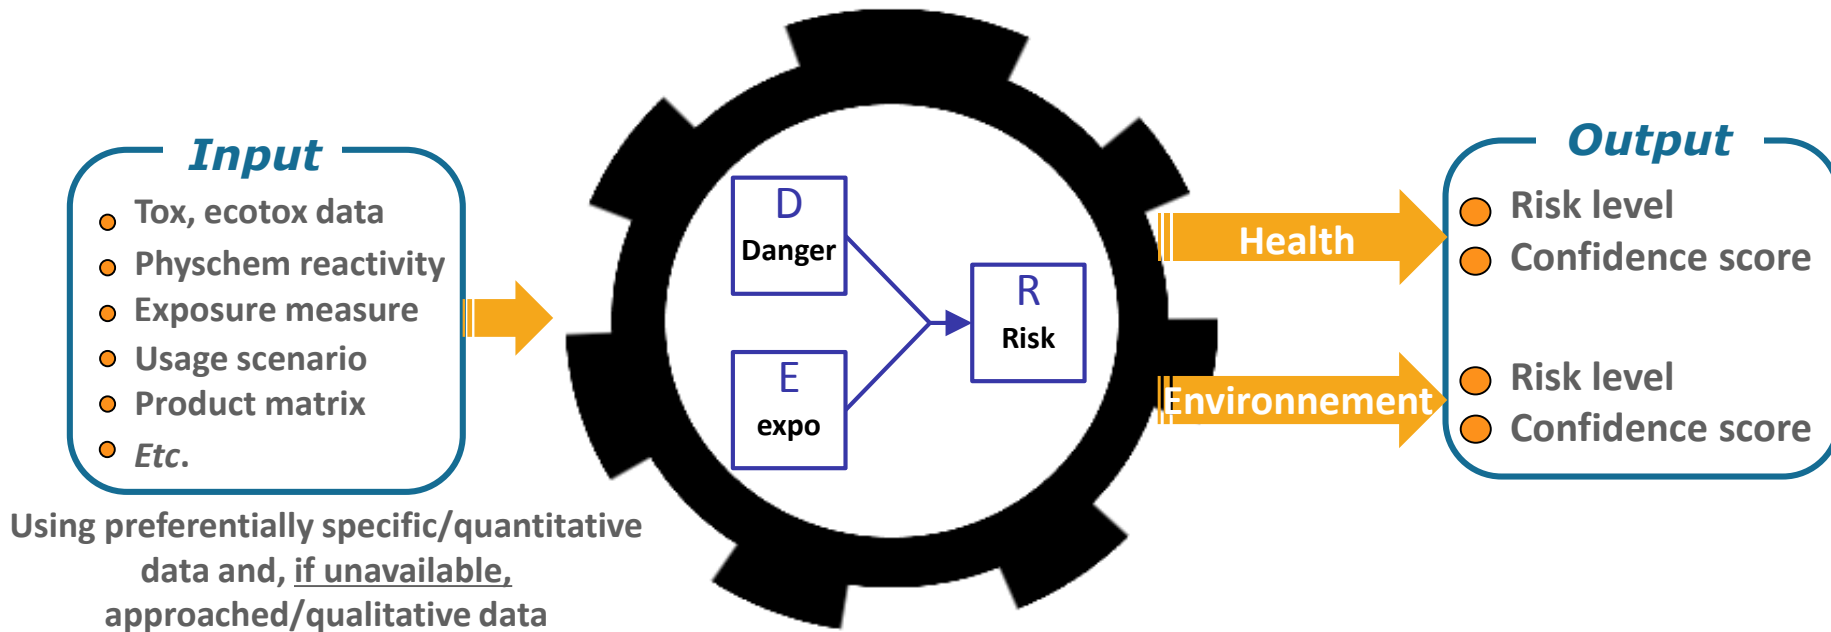 Input
Tox, ecotox data
Physchem reactivity
Exposure measure
Usage scenario
Product matrix
Etc.
Using preferentially specific/quantitative
data and, if unavailable,
approached/qualitative data
D
Danger
E
expo
R
Risk
Health
Environnement
Output
Risk level
Confidence score
Risk level
Confidence score